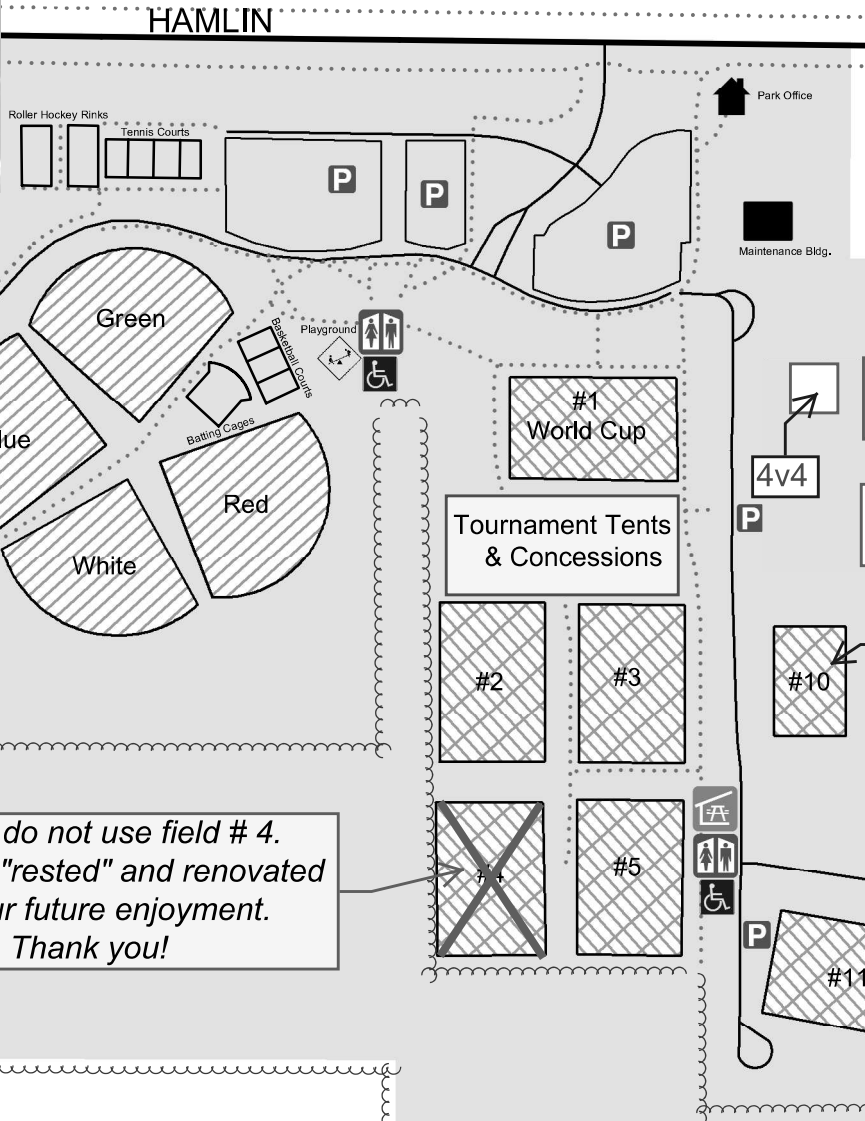 HAMLIN
Park Office
Roller Hockey Rinks
Tennis Courts
P
P
P
Maintenance Bldg.
Green
Playground
Basketball Courts
#1
World Cup
Batting Cages
4v4
Red
P
Tournament Tents
& Concessions
White
#2
#3
#10
do not use field # 4.
"rested" and renovated
future enjoyment.
Thank you!
#5
P
#11